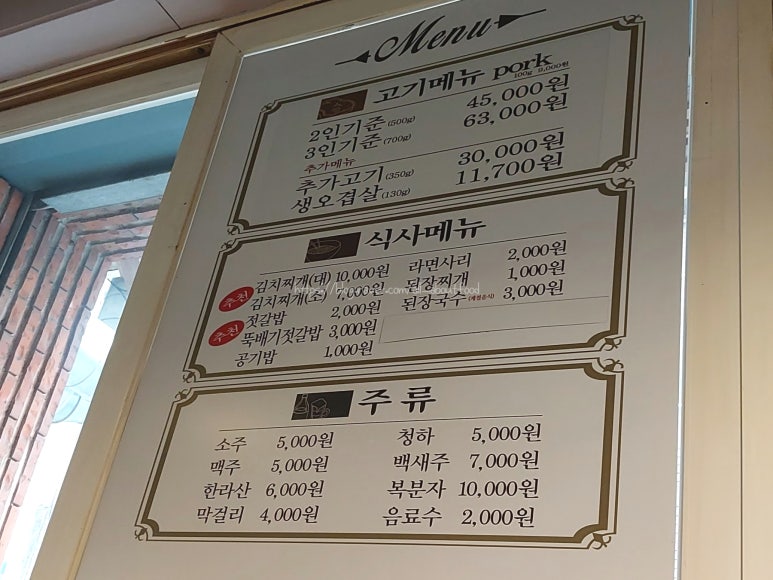 Menu
고기메뉴 pork
100g 9,000원
2인기준(500g) 45,000원
3인기준(700g) 63,000원
추가메뉴
추가고기(350g) 30,000원
생오겹살(130g) 11,700원
식사메뉴
추천 김치찌개(대) 10,000원
김치찌개(소) 7,000원
젓갈밥 2,000원
추천 뚝배기젓갈밥 3,000원
공기밥 1,000원
라면사리 2,000원
된장찌개 1,000원
된장국수(계절음식) 3,000원
주류
소주 5,000원
맥주 5,000원
한라산 6,000원
막걸리 4,000원
청하 5,000원
백새주 7,000원
복분자 10,000원
음료수 2,000원